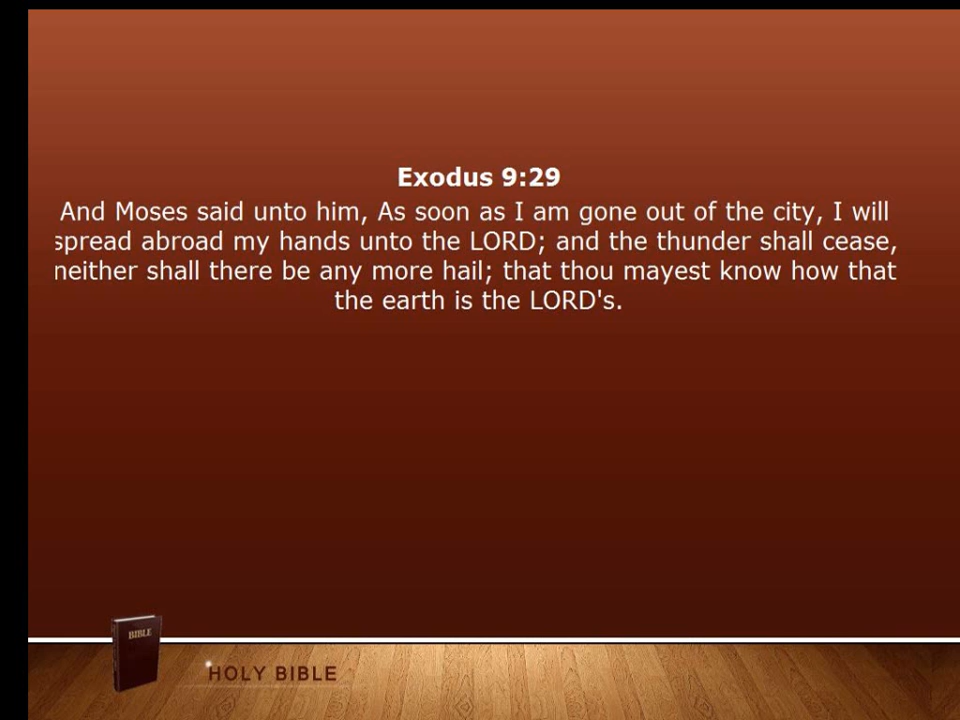 Exodus 9:29
And Moses said unto him, As soon as I am gone out of the city, I will
spread abroad my hands unto the LORD; and the thunder shall cease,
neither shall there be any more hail; that thou mayest know how that
the earth is the LORD's.
BIBLE
HOLY BIBLE